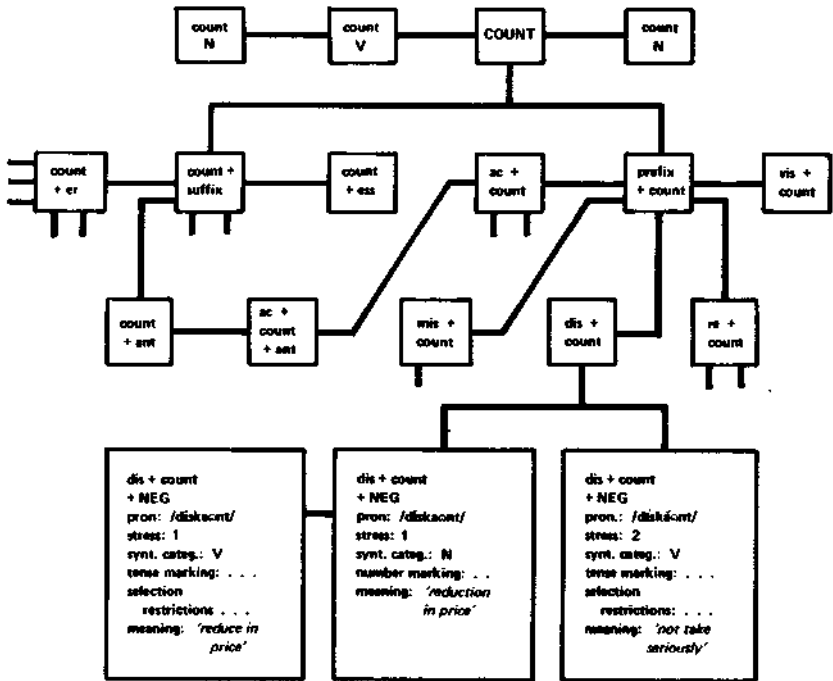 count
N
count
V
COUNT
count
N
count
+ er
count +
suffix
count
+ ess
ac +
count
prefix
+ count
vis +
count
count
+ ant
ac +
count
+ ant
mis +
count
dis +
count
re +
count
dis + count
+ NEG
pron: /diskaont/
stress: 1
synt. categ.: V
tense marking: . . .
selection
restrictions . . .
meaning: 'reduce in
price'
dis + count
+ NEG
pron: /diskaont/
stress: 1
synt. categ.: N
number marking: . .
meaning: 'reduction
in price'
dis + count
+ NEG
pron.: /diskáont/
stress: 2
synt. categ.: V
tense marking: . . .
selection
restrictions: . . .
meaning: 'not take
seriously'